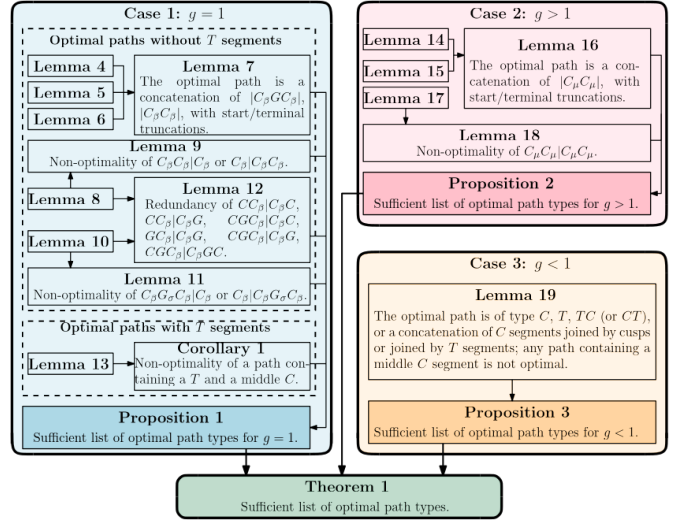 Case 1: g = 1
Optimal paths without T segments
Lemma 4
Lemma 5
Lemma 6
Lemma 7
The optimal path is a
concatenation of |C_βGC_β|,
|C_βC_β|, with start/terminal
truncations.
Lemma 9
Non-optimality of C_βC_β|C_β or C_β|C_βC_β.
Lemma 8
Lemma 10
Lemma 12
Redundancy of CC_β|C_βC,
CC_β|C_βG, CGC_β|C_βC,
GC_β|C_βG, CGC_β|C_βG,
CGC_β|C_βGC.
Lemma 11
Non-optimality of C_βG_σC_β|C_β or C_β|C_βG_σC_β.
Optimal paths with T segments
Lemma 13
Corollary 1
Non-optimality of a path con-
taining a T and a middle C.
Proposition 1
Sufficient list of optimal path types for g = 1.
Case 2: g > 1
Lemma 14
Lemma 15
Lemma 17
Lemma 16
The optimal path is a con-
catenation of |C_μC_μ|, with
start/terminal truncations.
Lemma 18
Non-optimality of C_μC_μ|C_μC_μ.
Proposition 2
Sufficient list of optimal path types for g > 1.
Case 3: g < 1
Lemma 19
The optimal path is of type C, T, TC (or CT),
or a concatenation of C segments joined by cusps
or joined by T segments; any path containing a
middle C segment is not optimal.
Proposition 3
Sufficient list of optimal path types for g < 1.
Theorem 1
Sufficient list of optimal path types.